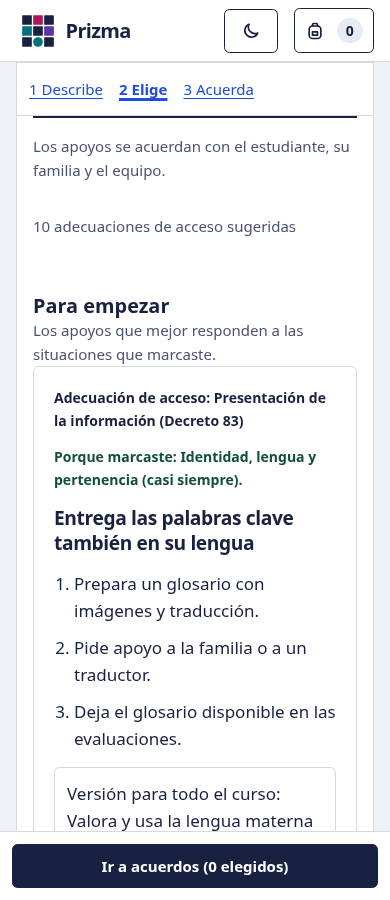 Prizma
0
1 Describe 2 Elige 3 Acuerda
Los apoyos se acuerdan con el estudiante, su
familia y el equipo.
10 adecuaciones de acceso sugeridas
Para empezar
Los apoyos que mejor responden a las
situaciones que marcaste.
Adecuación de acceso: Presentación de
la información (Decreto 83)
Porque marcaste: Identidad, lengua y
pertenencia (casi siempre).
Entrega las palabras clave
también en su lengua
1. Prepara un glosario con
imágenes y traducción.
2. Pide apoyo a la familia o a un
traductor.
3. Deja el glosario disponible en las
evaluaciones.
Versión para todo el curso:
Valora y usa la lengua materna
Ir a acuerdos (0 elegidos)